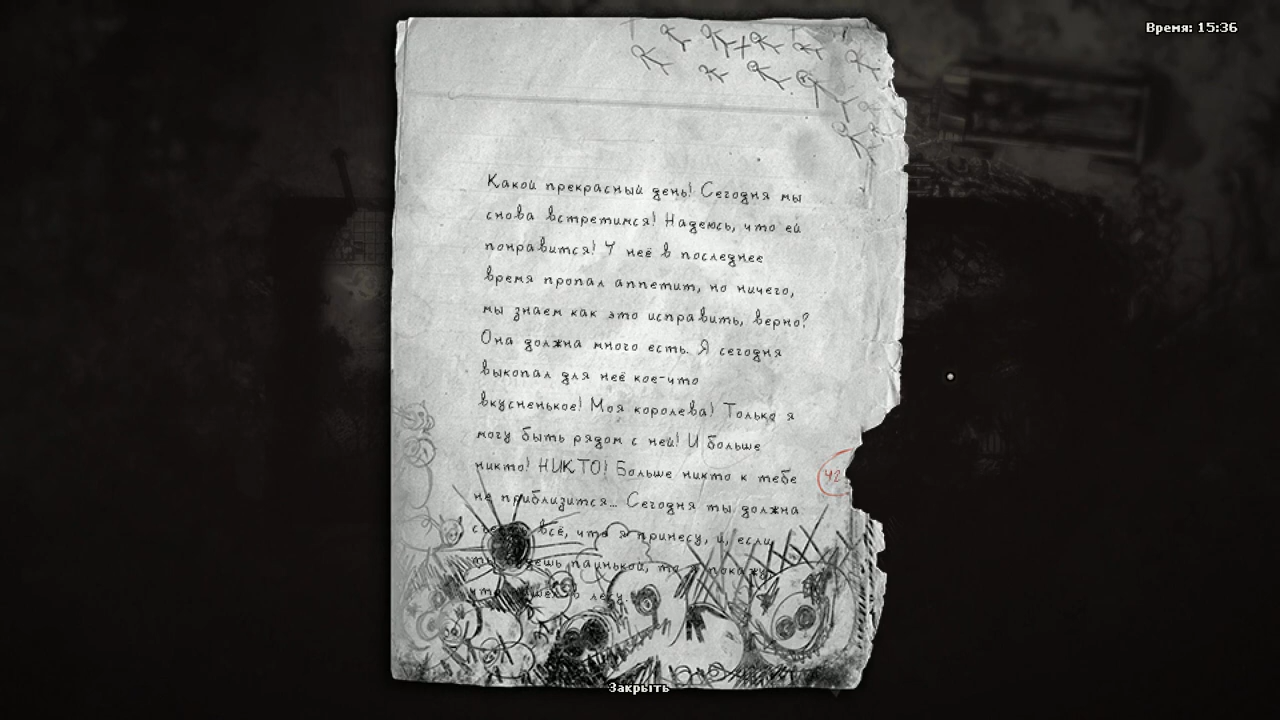 Время: 15:36
Какой прекрасный день! Сегодня мы
снова встретимся! Надеюсь, что ей
понравится! У неё в последнее
время пропал аппетит, но ничего,
мы знаем как это исправить, верно?
Она должна много есть. Я сегодня
выкопал для неё кое-что
вкусненькое! Моя королева! Только я
могу быть рядом с ней! И больше
никто! НИКТО! Больше никто к тебе
42
не приблизится... Сегодня ты должна
всё, что я принесу, и, если
паинькой, то покажу
лесу.
Закрыть